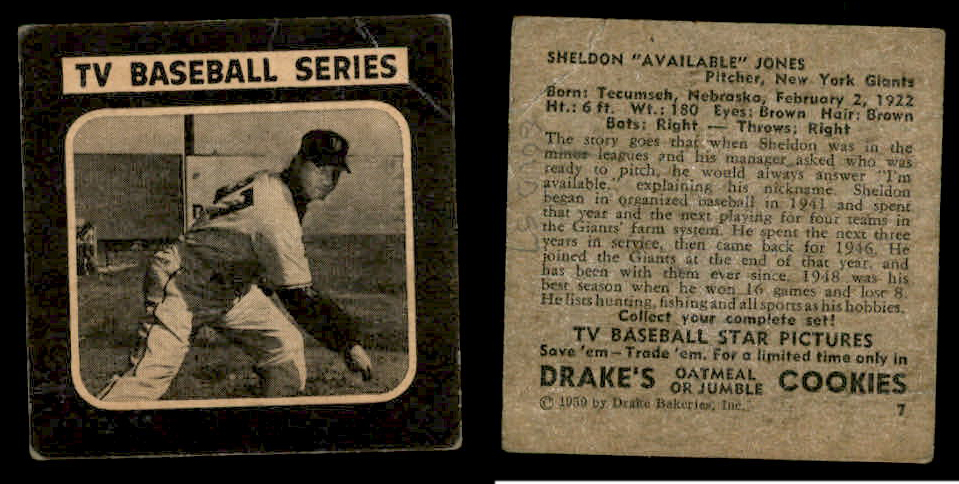 TV BASEBALL SERIES
SHELDON "AVAILABLE" JONES
Pitcher, New York Giants
Born: Tecumseh, Nebraska, February 2, 1922
Ht.: 6 ft. Wt.: 180 Eyes: Brown Hair: Brown
Bats: Right — Throws: Right
The story goes that when Sheldon was in the
minor leagues and his manager asked who was
ready to pitch, he would always answer "I'm
available," explaining his nickname. Sheldon
began in organized baseball in 1941 and spent
that year and the next playing for four teams in
the Giants' farm system. He spent the next three
years in service, then came back for 1946. He
joined the Giants at the end of that year, and
has been with them ever since. 1948 was his
best season when he won 16 games and lost 8.
He lists hunting, fishing and all sports as his hobbies.
Collect your complete set!
TV BASEBALL STAR PICTURES
Save 'em — Trade 'em. For a limited time only in
DRAKE'S OATMEAL OR JUMBLE COOKIES
© 1950 by Drake Bakeries, Inc. 7